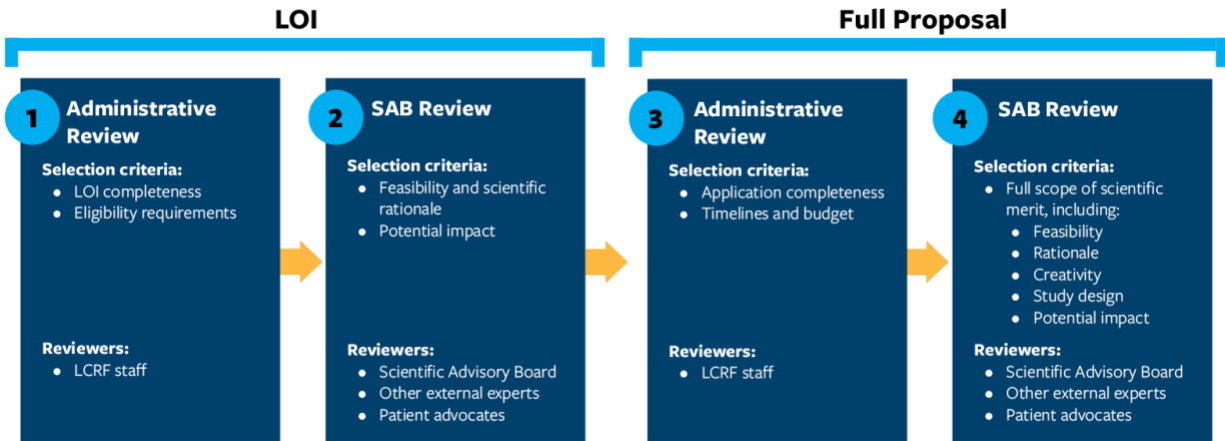 LOI
Full Proposal
1
Administrative
Review
Selection criteria:
● LOI completeness
● Eligibility requirements
Reviewers:
● LCRF staff
2
SAB Review
Selection criteria:
● Feasibility and scientific
rationale
● Potential impact
Reviewers:
● Scientific Advisory Board
● Other external experts
● Patient advocates
3
Administrative
Review
Selection criteria:
● Application completeness
● Timelines and budget
Reviewers:
● LCRF staff
4
SAB Review
Selection criteria:
● Full scope of scientific
merit, including:
● Feasibility
● Rationale
● Creativity
● Study design
● Potential impact
Reviewers:
● Scientific Advisory Board
● Other external experts
● Patient advocates